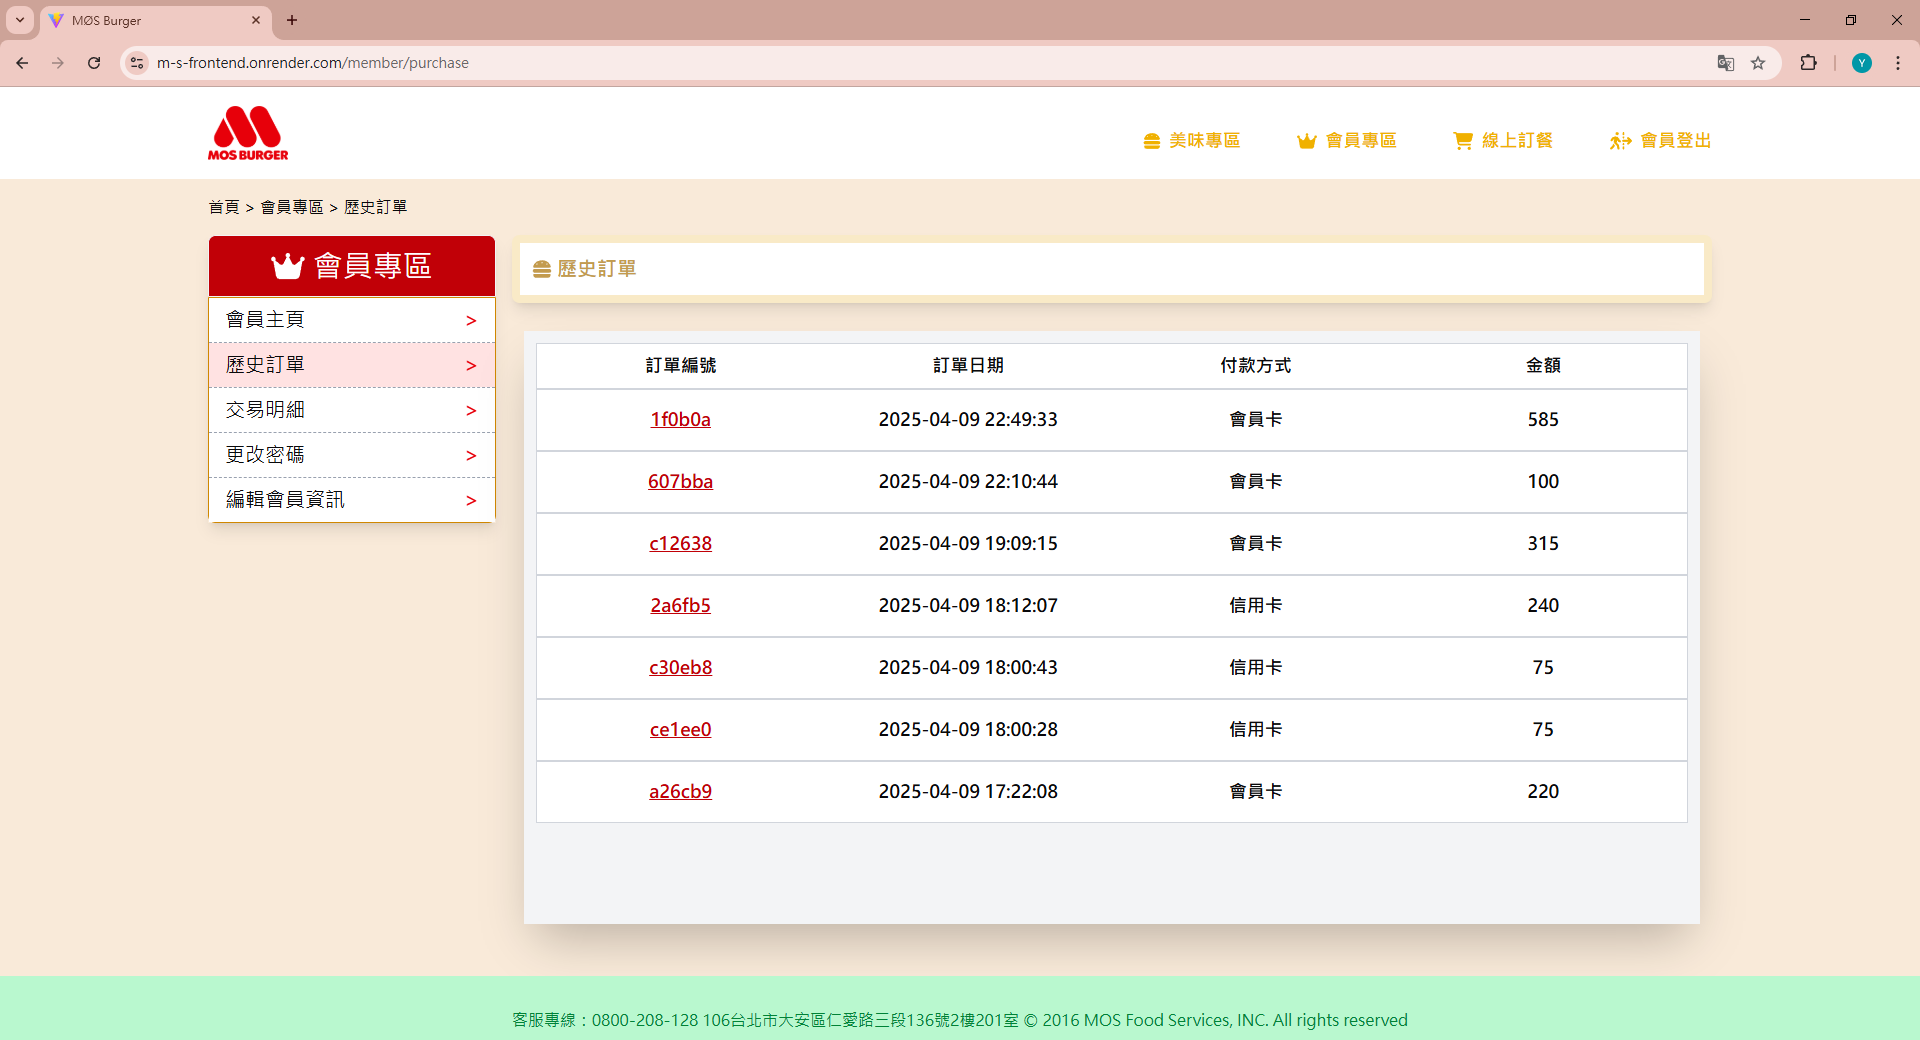 MØS Burger
m-s-frontend.onrender.com/member/purchase
Y
MOS BURGER
美味專區 會員專區 線上訂餐 會員登出
首頁 > 會員專區 > 歷史訂單
會員專區
會員主頁 >
歷史訂單 >
交易明細 >
更改密碼 >
編輯會員資訊 >
歷史訂單
訂單編號 訂單日期 付款方式 金額
1f0b0a 2025-04-09 22:49:33 會員卡 585
607bba 2025-04-09 22:10:44 會員卡 100
c12638 2025-04-09 19:09:15 會員卡 315
2a6fb5 2025-04-09 18:12:07 信用卡 240
c30eb8 2025-04-09 18:00:43 信用卡 75
ce1ee0 2025-04-09 18:00:28 信用卡 75
a26cb9 2025-04-09 17:22:08 會員卡 220
客服專線：0800-208-128 106台北市大安區仁愛路三段136號2樓201室 © 2016 MOS Food Services, INC. All rights reserved